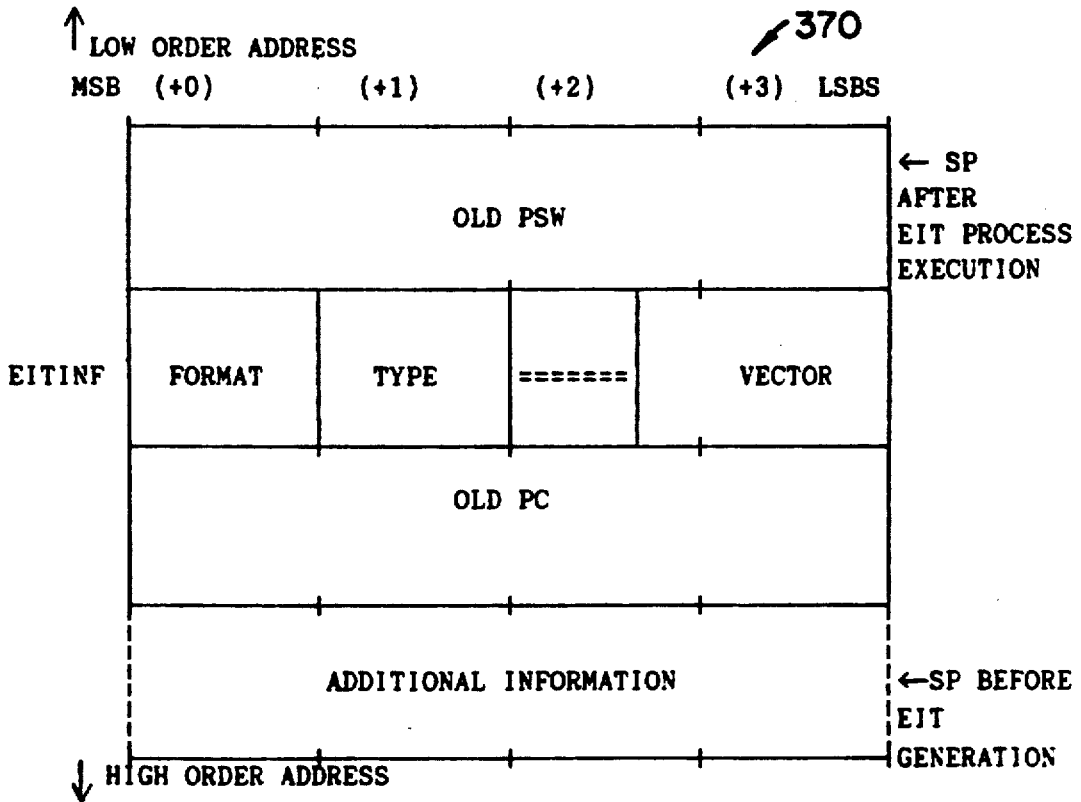 ↑ LOW ORDER ADDRESS
370
MSB (+0) (+1) (+2) (+3) LSBS
OLD PSW
← SP
AFTER
EIT PROCESS
EXECUTION
EITINF FORMAT TYPE ======= VECTOR
OLD PC
ADDITIONAL INFORMATION
←SP BEFORE
EIT
GENERATION
↓ HIGH ORDER ADDRESS